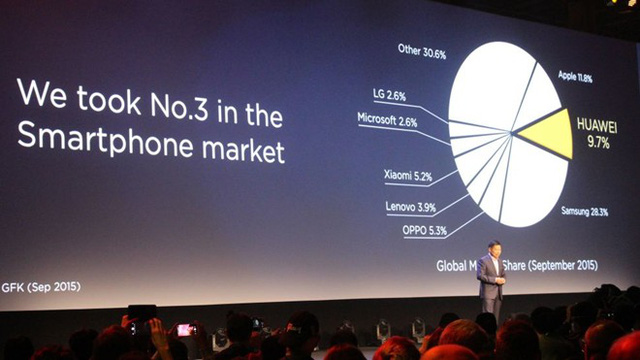 We took No.3 in the
Smartphone market
Other 30.6%
Apple 11.8%
LG 2.6%
HUAWEI
9.7%
Microsoft 2.6%
Xiaomi 5.2%
Lenovo 3.9%
Samsung 28.3%
OPPO 5.3%
Global M Share (September 2015)
GFK (Sep 2015)